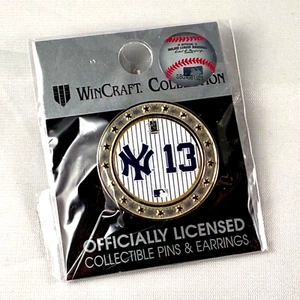 WINCRAFT COLLECTION
NY 13
OFFICIALLY LICENSED
COLLECTIBLE PINS & EARRINGS